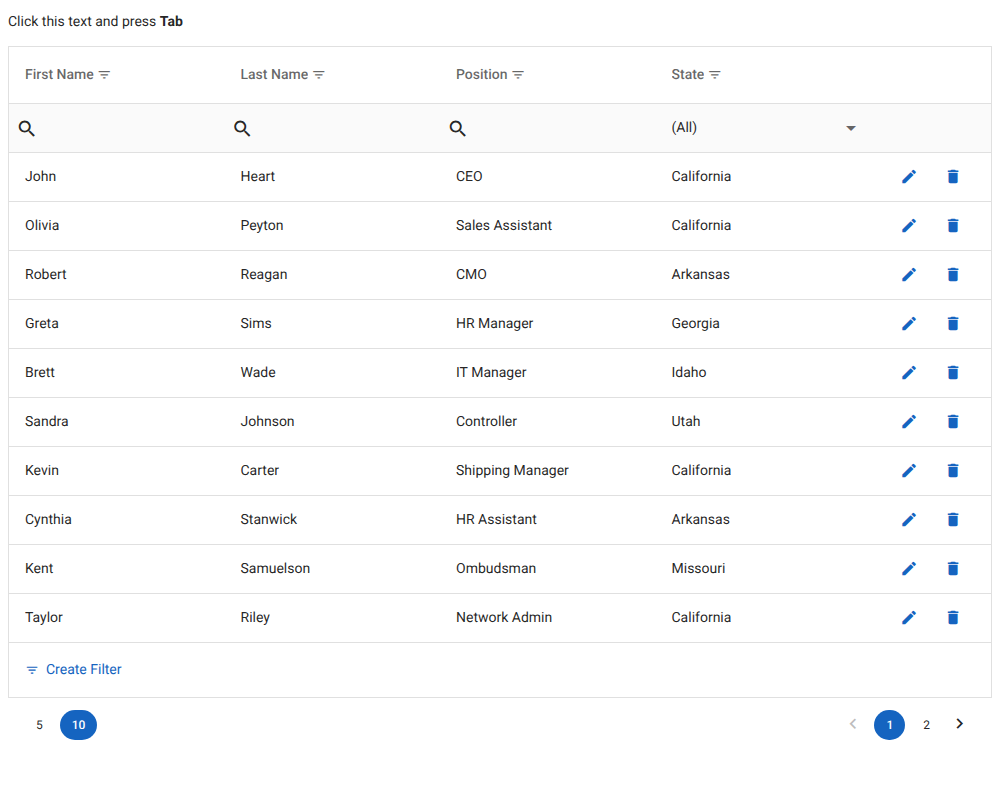 Click this text and press Tab
First Name Last Name Position State
(All)
John Heart CEO California
Olivia Peyton Sales Assistant California
Robert Reagan CMO Arkansas
Greta Sims HR Manager Georgia
Brett Wade IT Manager Idaho
Sandra Johnson Controller Utah
Kevin Carter Shipping Manager California
Cynthia Stanwick HR Assistant Arkansas
Kent Samuelson Ombudsman Missouri
Taylor Riley Network Admin California
Create Filter
5 10 1 2